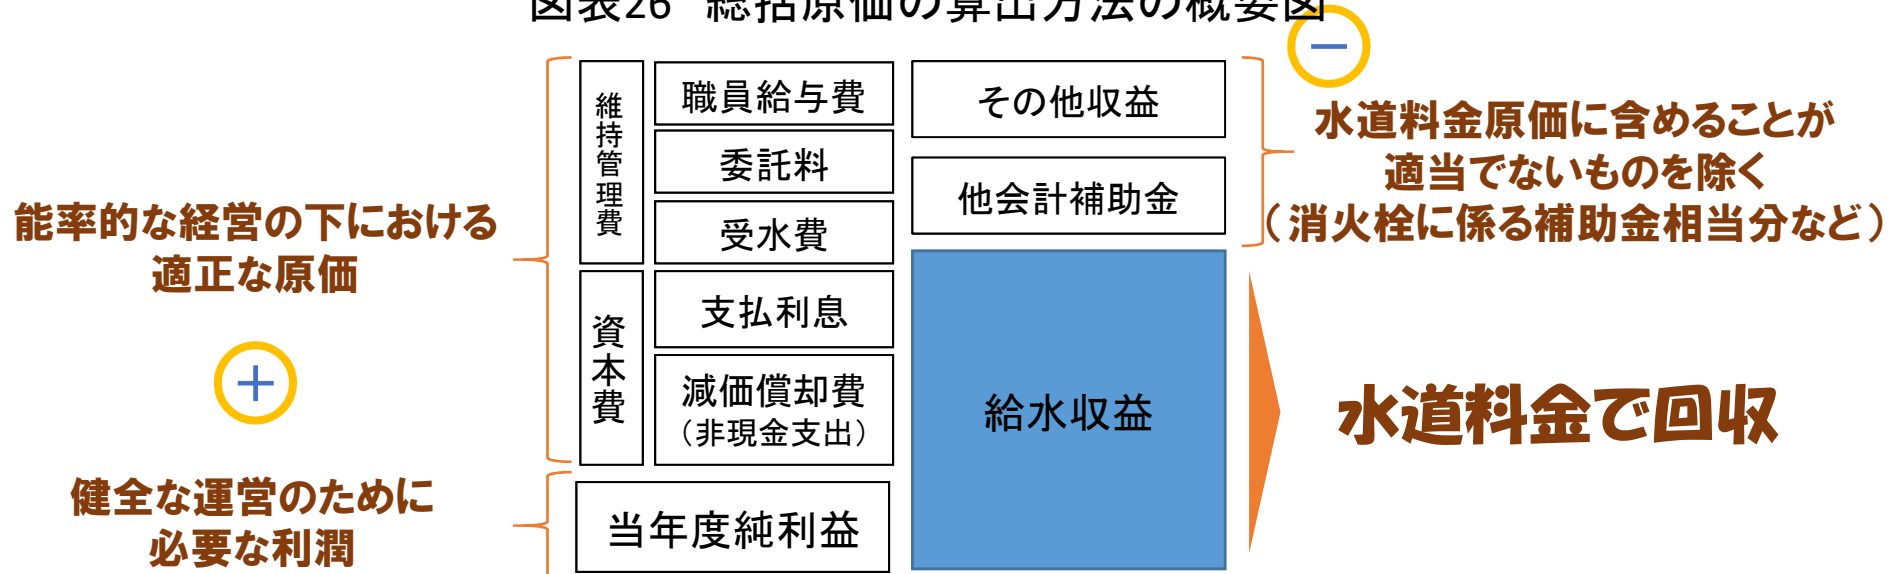 図表26 総括原価の算出方法の概要図
能率的な経営の下における
適正な原価
＋
健全な運営のために
必要な利潤
維持管理費
職員給与費
委託料
受水費
資本費
支払利息
減価償却費
（非現金支出）
当年度純利益
その他収益
他会計補助金
給水収益
－
水道料金原価に含めることが
適当でないものを除く
（消火栓に係る補助金相当分など）
水道料金で回収